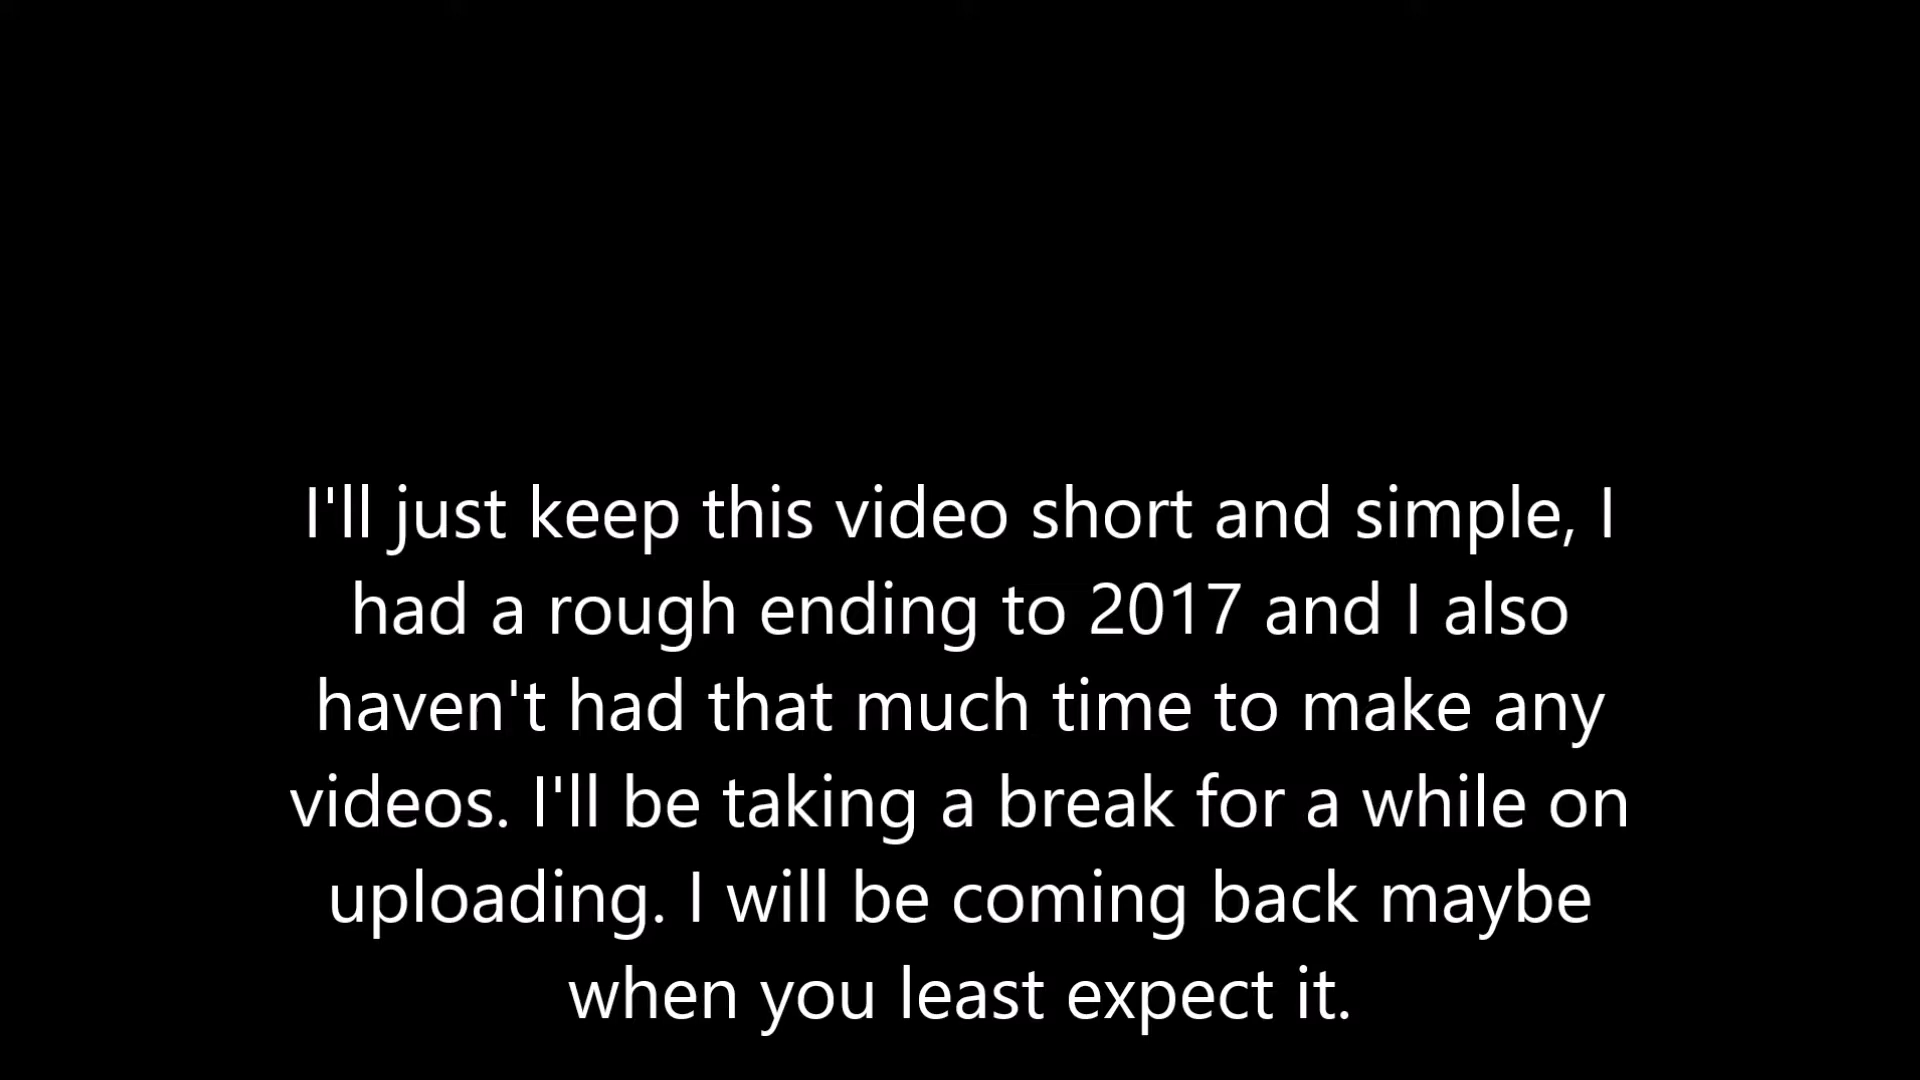 I'll just keep this video short and simple, I
had a rough ending to 2017 and I also
haven't had that much time to make any
videos. I'll be taking a break for a while on
uploading. I will be coming back maybe
when you least expect it.